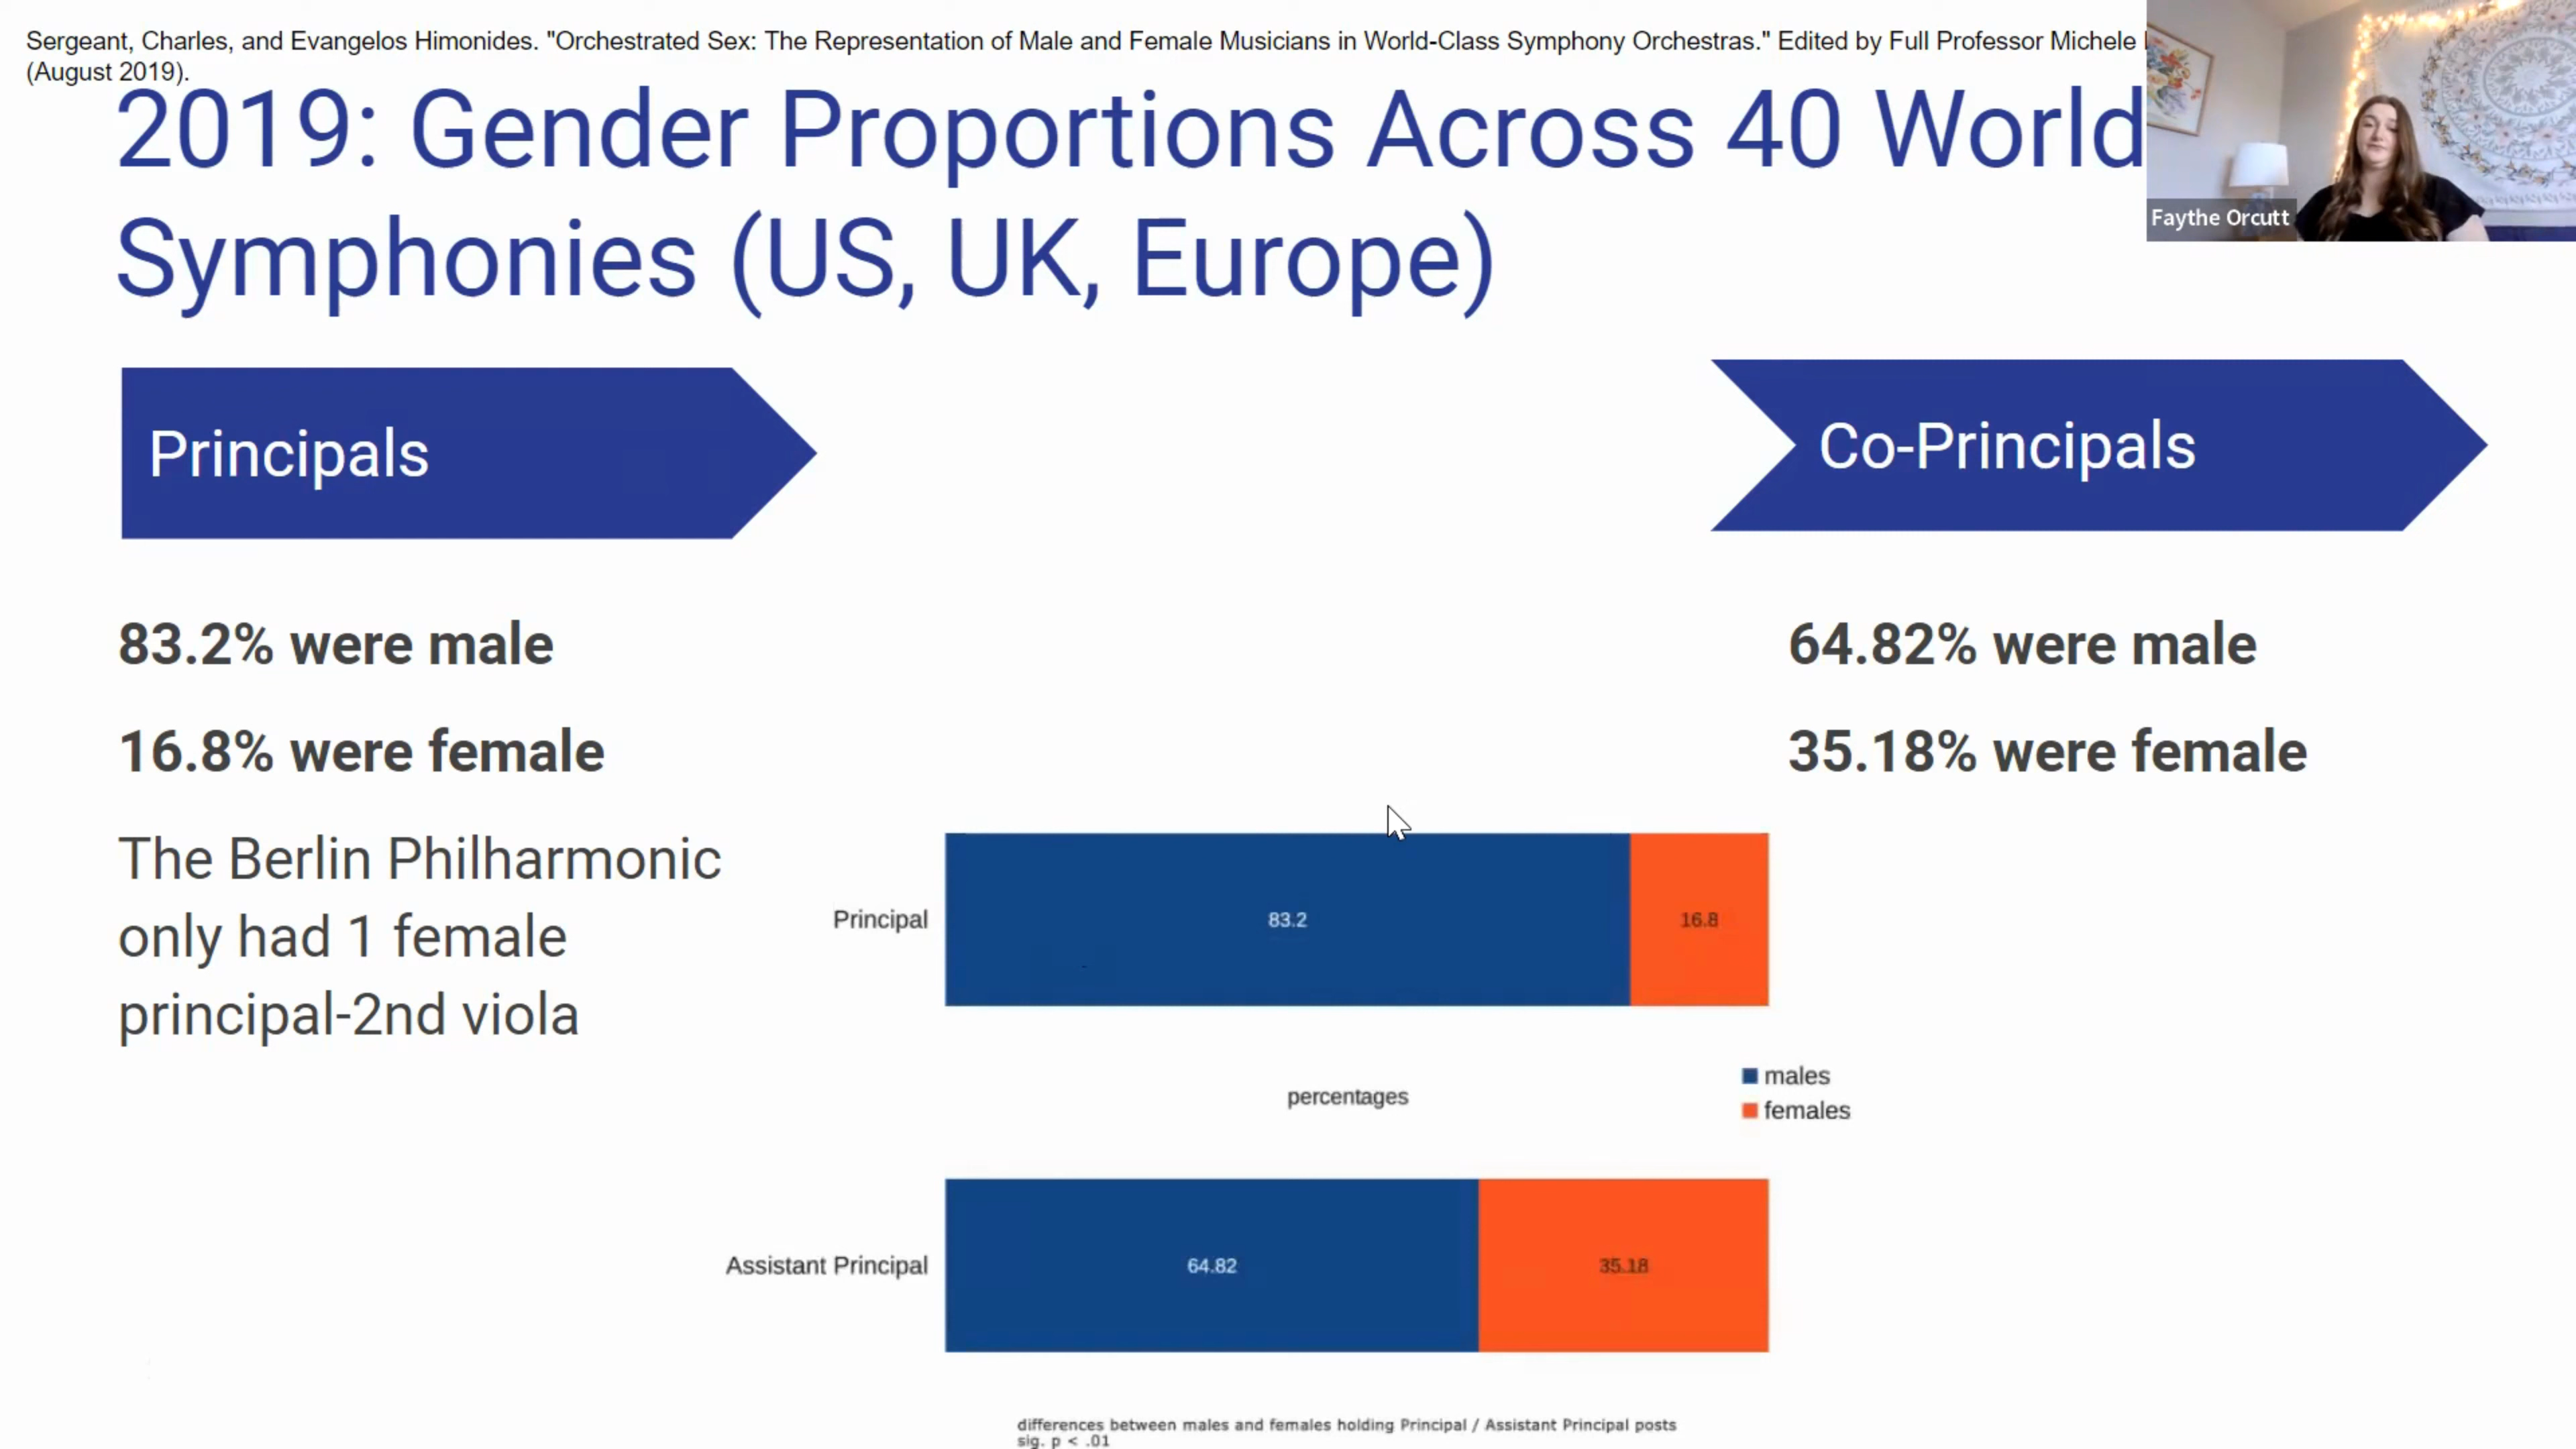 Sergeant, Charles, and Evangelos Himonides. "Orchestrated Sex: The Representation of Male and Female Musicians in World-Class Symphony Orchestras." Edited by Full Professor Michele
(August 2019).
2019: Gender Proportions Across 40 World
Symphonies (US, UK, Europe)
Faythe Orcutt
Principals
Co-Principals
83.2% were male
16.8% were female
The Berlin Philharmonic
only had 1 female
principal-2nd viola
64.82% were male
35.18% were female
Principal
83.2
16.8
percentages
males
females
Assistant Principal
64.82
35.18
differences between males and females holding Principal / Assistant Principal posts
sig. p < .01